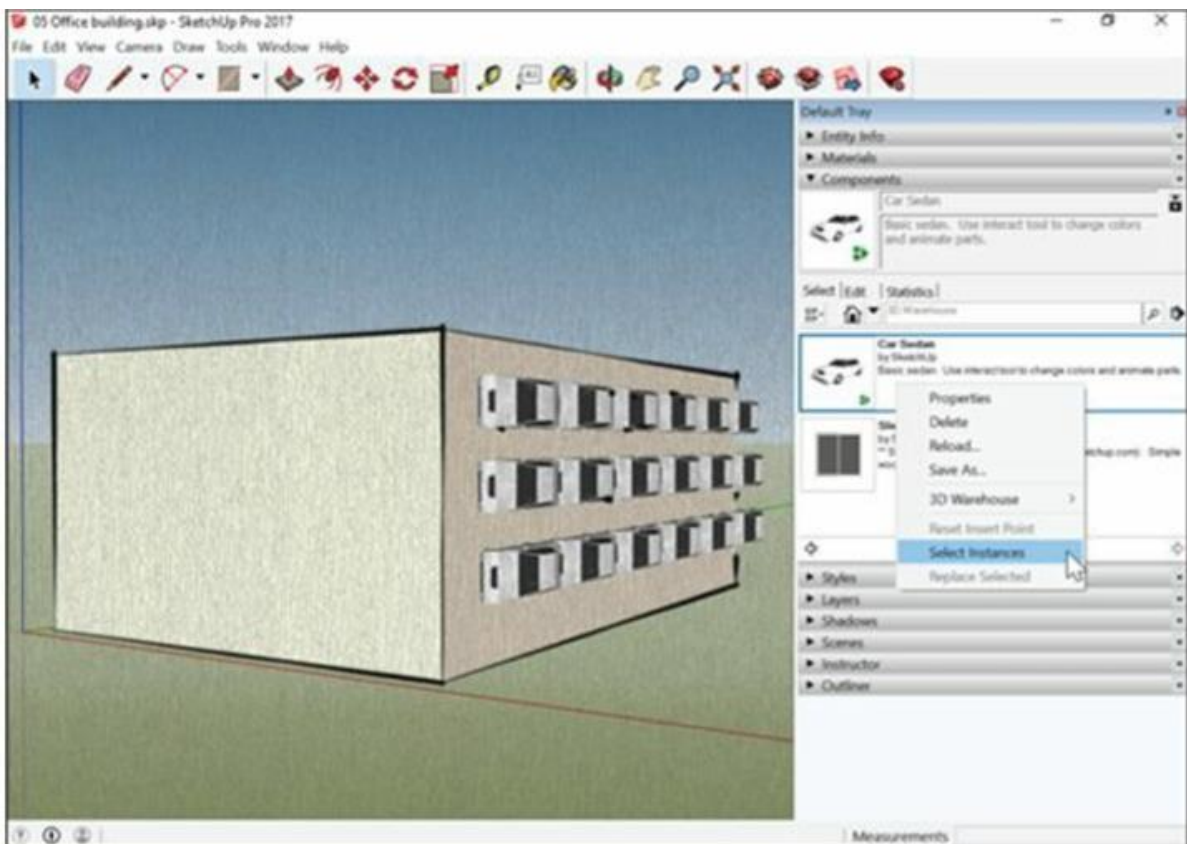 05 Office building.skp - SketchUp Pro 2017
File Edit View Camera Draw Tools Window Help
Default Tray
Entity Info
Materials
Components
Car Sedan
Basic sedan. Use interact tool to change colors
and animate parts.
Select Edit Statistics
3D Warehouse
Car Sedan
by SketchUp
Basic sedan. Use interact tool to change colors and animate parts.
Properties
Delete
Reload...
Save As...
3D Warehouse
Reset Insert Point
Select Instances
Replace Selected
etchup.com): Simple
Styles
Layers
Shadows
Scenes
Instructor
Outliner
Measurements